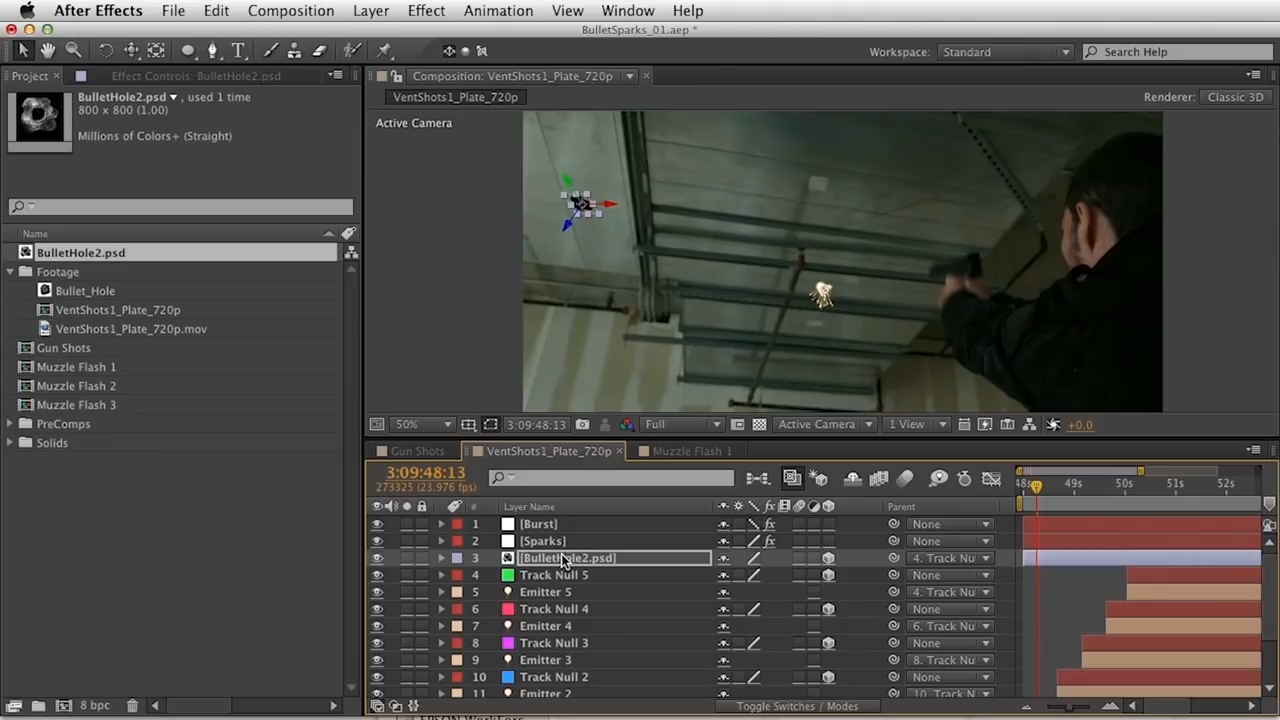 After Effects File Edit Composition Layer Effect Animation View Window Help
BulletSparks_01.aep *
T Workspace: Standard Search Help
Project × Effect Controls: BulletHole2.psd Composition: VentShots1_Plate_720p ×
BulletHole2.psd, used 1 time
800 x 800 (1.00)
Millions of Colors+ (Straight)
VentShots1_Plate_720p Renderer: Classic 3D
Active Camera
Name
BulletHole2.psd
Footage
Bullet_Hole
VentShots1_Plate_720p
VentShots1_Plate_720p.mov
Gun Shots
Muzzle Flash 1
Muzzle Flash 2
Muzzle Flash 3
PreComps
Solids
8 bpc
50% 3:09:48:13 Full Active Camera 1 View +0.0
Gun Shots VentShots1_Plate_720p × Muzzle Flash 1
3:09:48:13
273325 (23.976 fps)
48s 49s 50s 51s 52s
# Layer Name fx Parent
1 [Burst] fx None
2 [Sparks] fx None
3 [BulletHole2.psd] 4. Track Nu
4 Track Null 5 None
5 Emitter 5 4. Track Nu
6 Track Null 4 None
7 Emitter 4 6. Track Nu
8 Track Null 3 None
9 Emitter 3 8. Track Nu
10 Track Null 2 None
11 Emitter 2 10. Track N
Toggle Switches / Modes